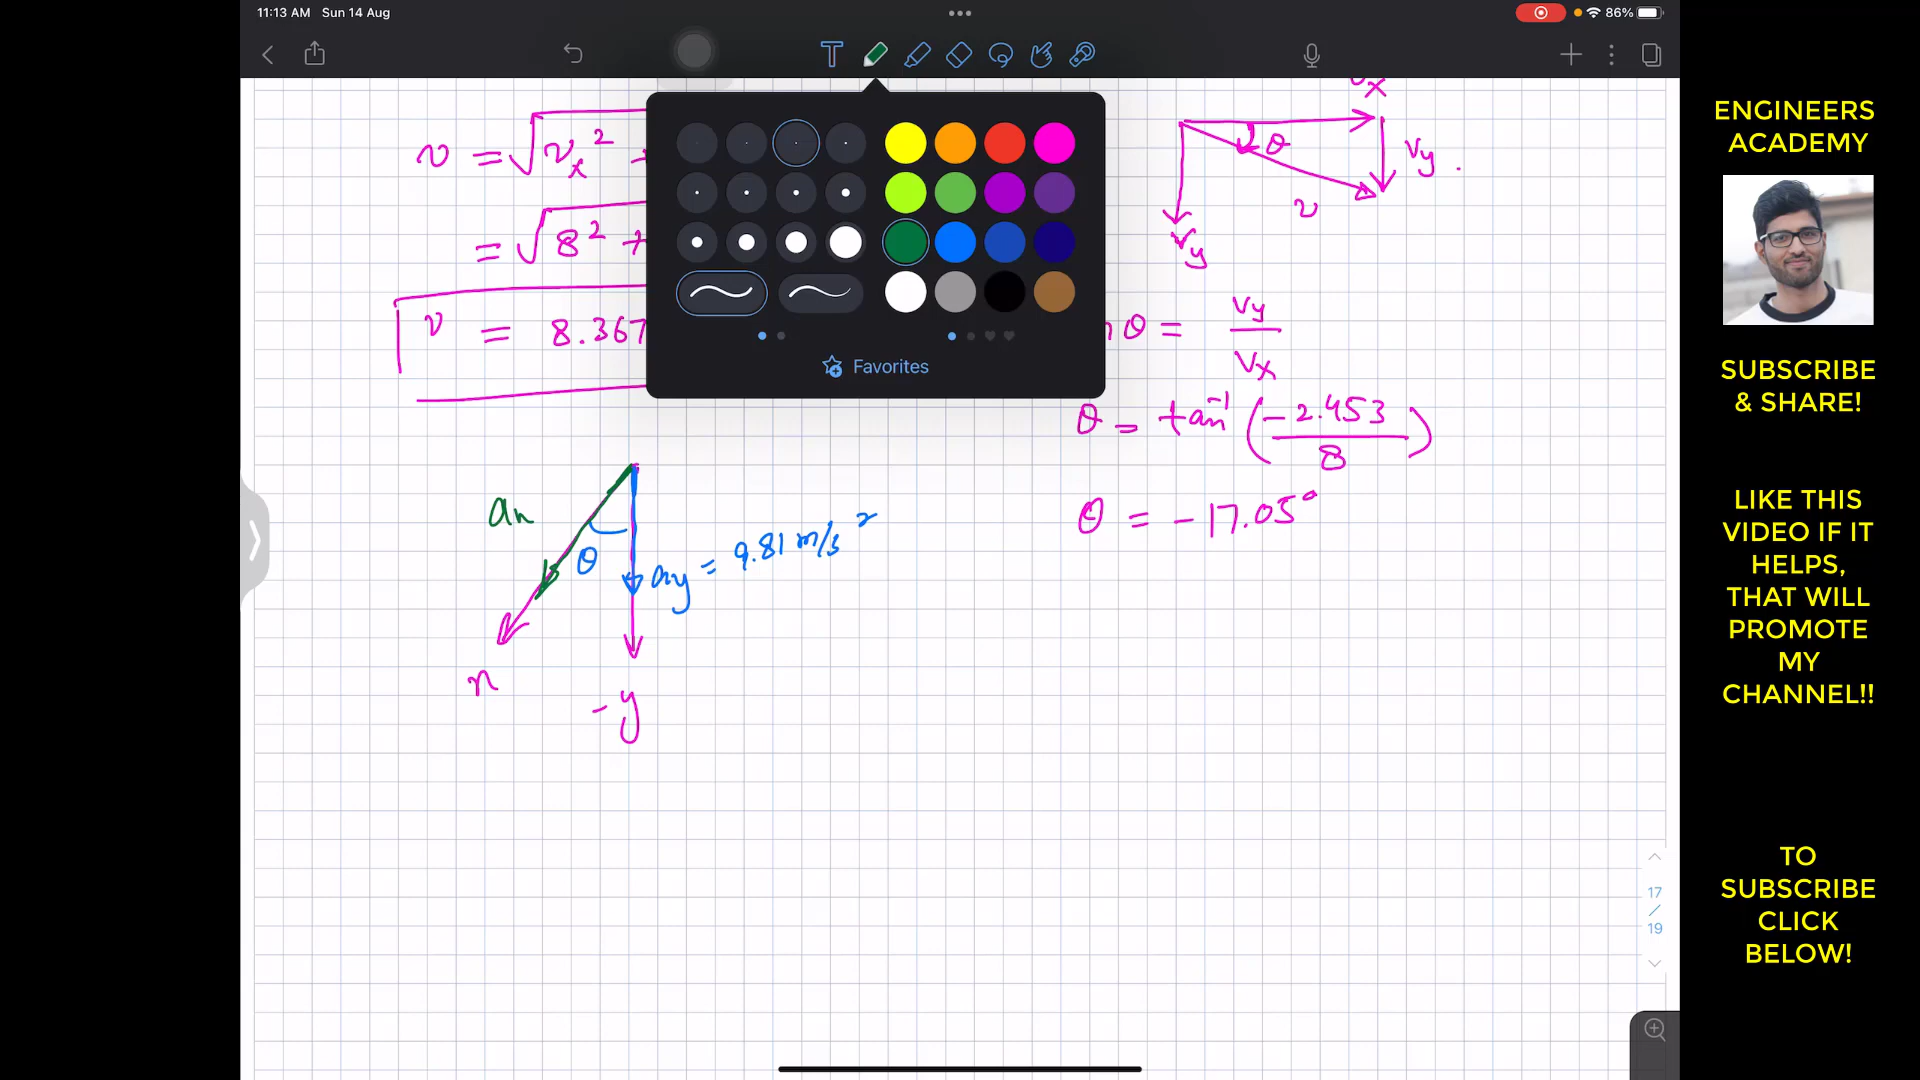 11:13 AM Sun 14 Aug
86%
v = √vx² +
= √8² +
v = 8.367
vx
θ
vy .
v
vy
θ = vy
vx
Favorites
θ = tan⁻¹ (-2.453
8)
θ = -17.05°
an
θ
ay = 9.81 m/s²
n
-y
17
/
19
ENGINEERS
ACADEMY
SUBSCRIBE
& SHARE!
LIKE THIS
VIDEO IF IT
HELPS,
THAT WILL
PROMOTE
MY
CHANNEL!!
TO
SUBSCRIBE
CLICK
BELOW!